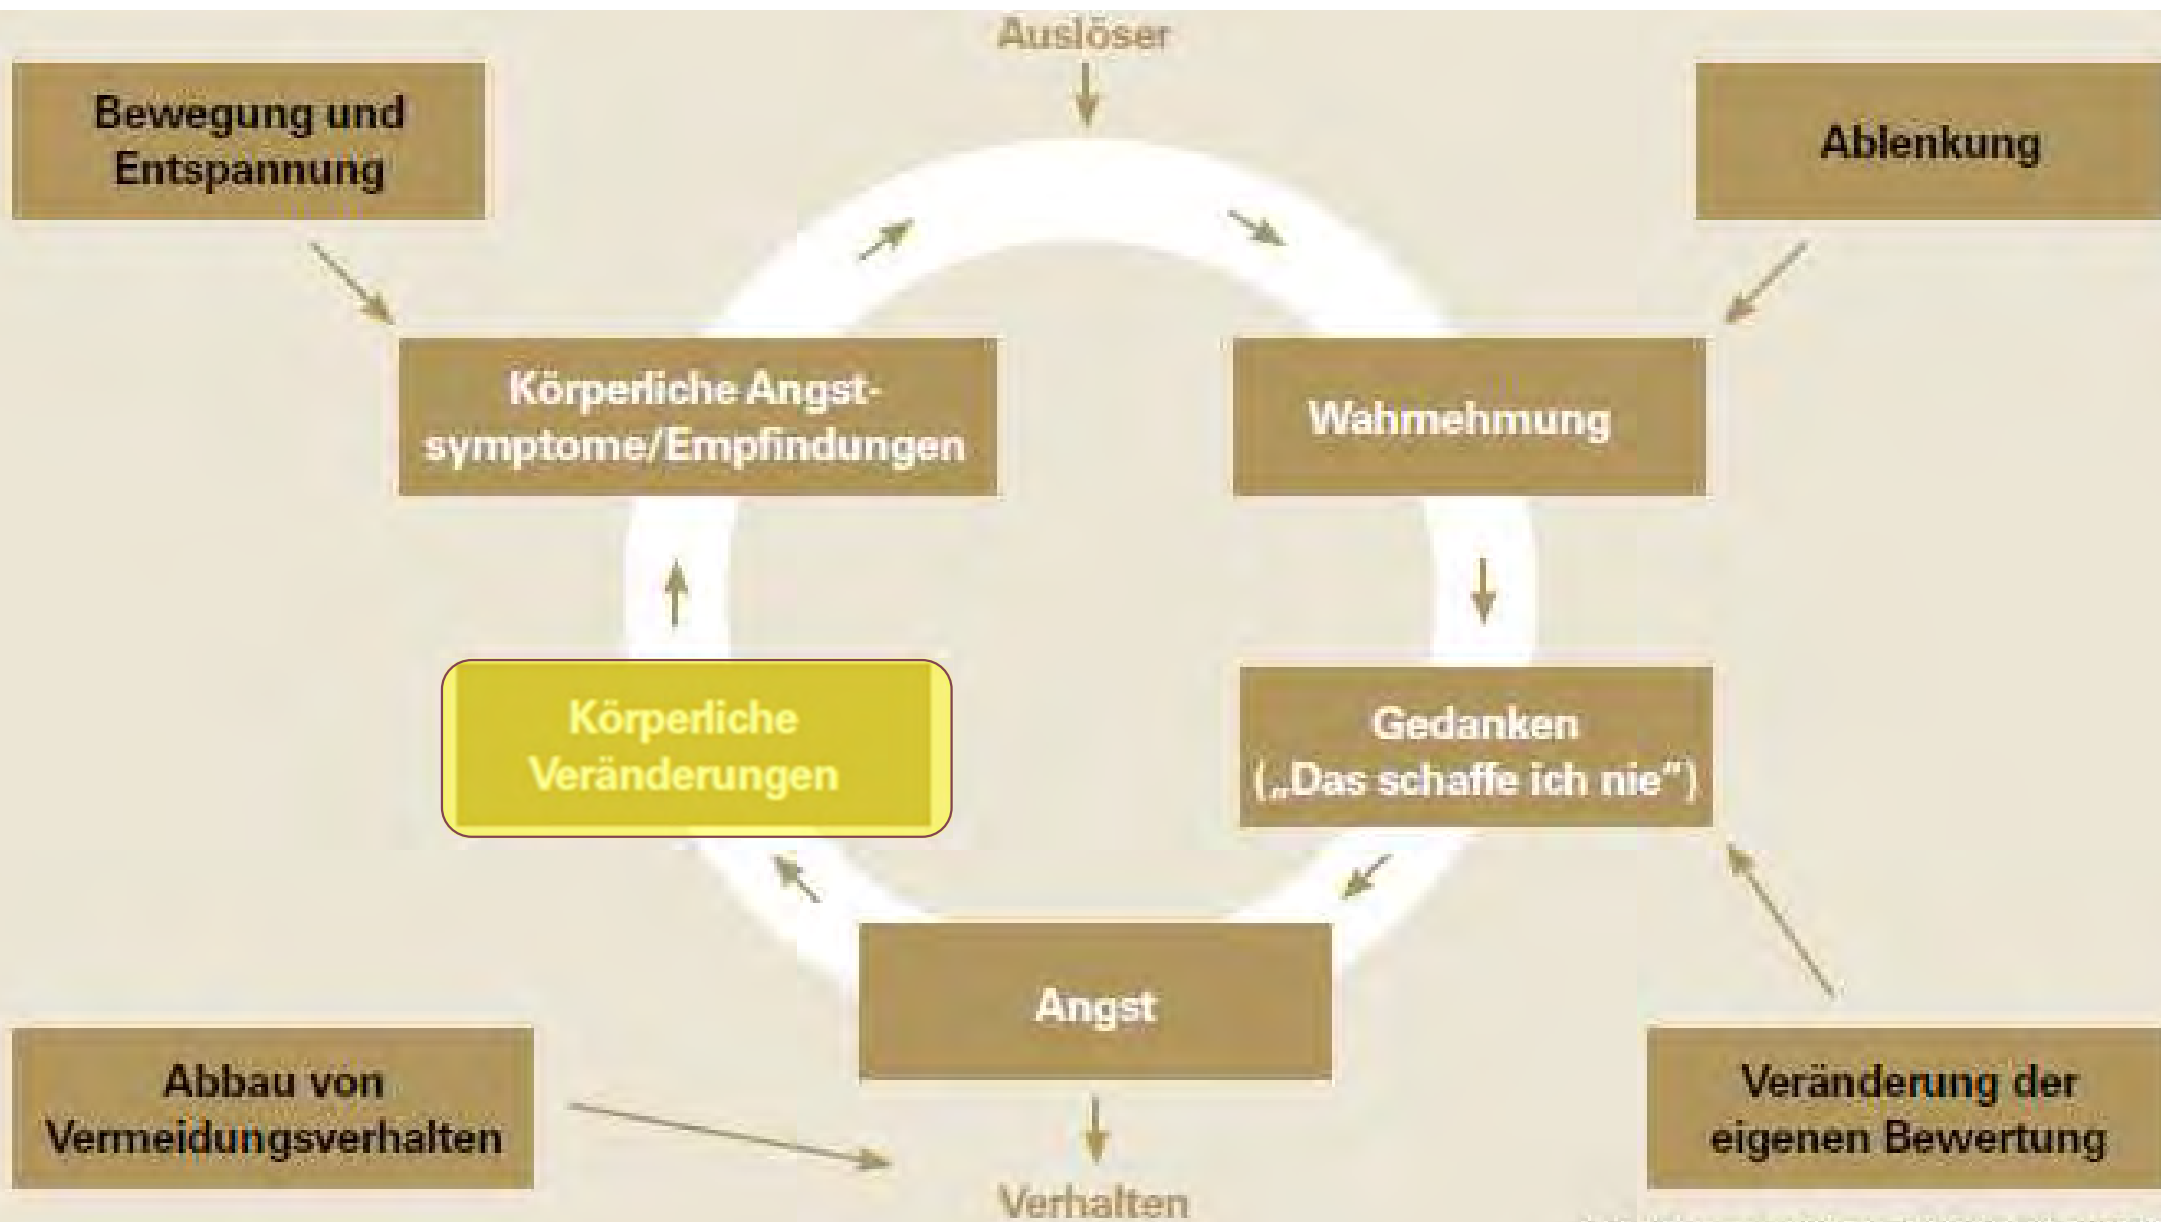 Auslöser
Bewegung und
Entspannung
Ablenkung
Körperliche Angst-
symptome/Empfindungen
Wahrnehmung
Körperliche
Veränderungen
Gedanken
(„Das schaffe ich nie“)
Angst
Abbau von
Vermeidungsverhalten
Veränderung der
eigenen Bewertung
Verhalten